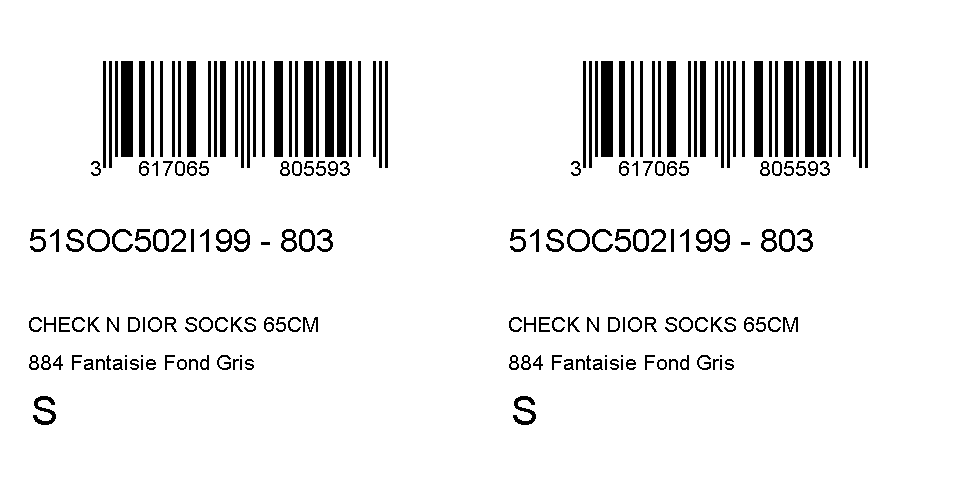 3 617065 805593
51SOC502I199 - 803
CHECK N DIOR SOCKS 65CM
884 Fantaisie Fond Gris
S
3 617065 805593
51SOC502I199 - 803
CHECK N DIOR SOCKS 65CM
884 Fantaisie Fond Gris
S